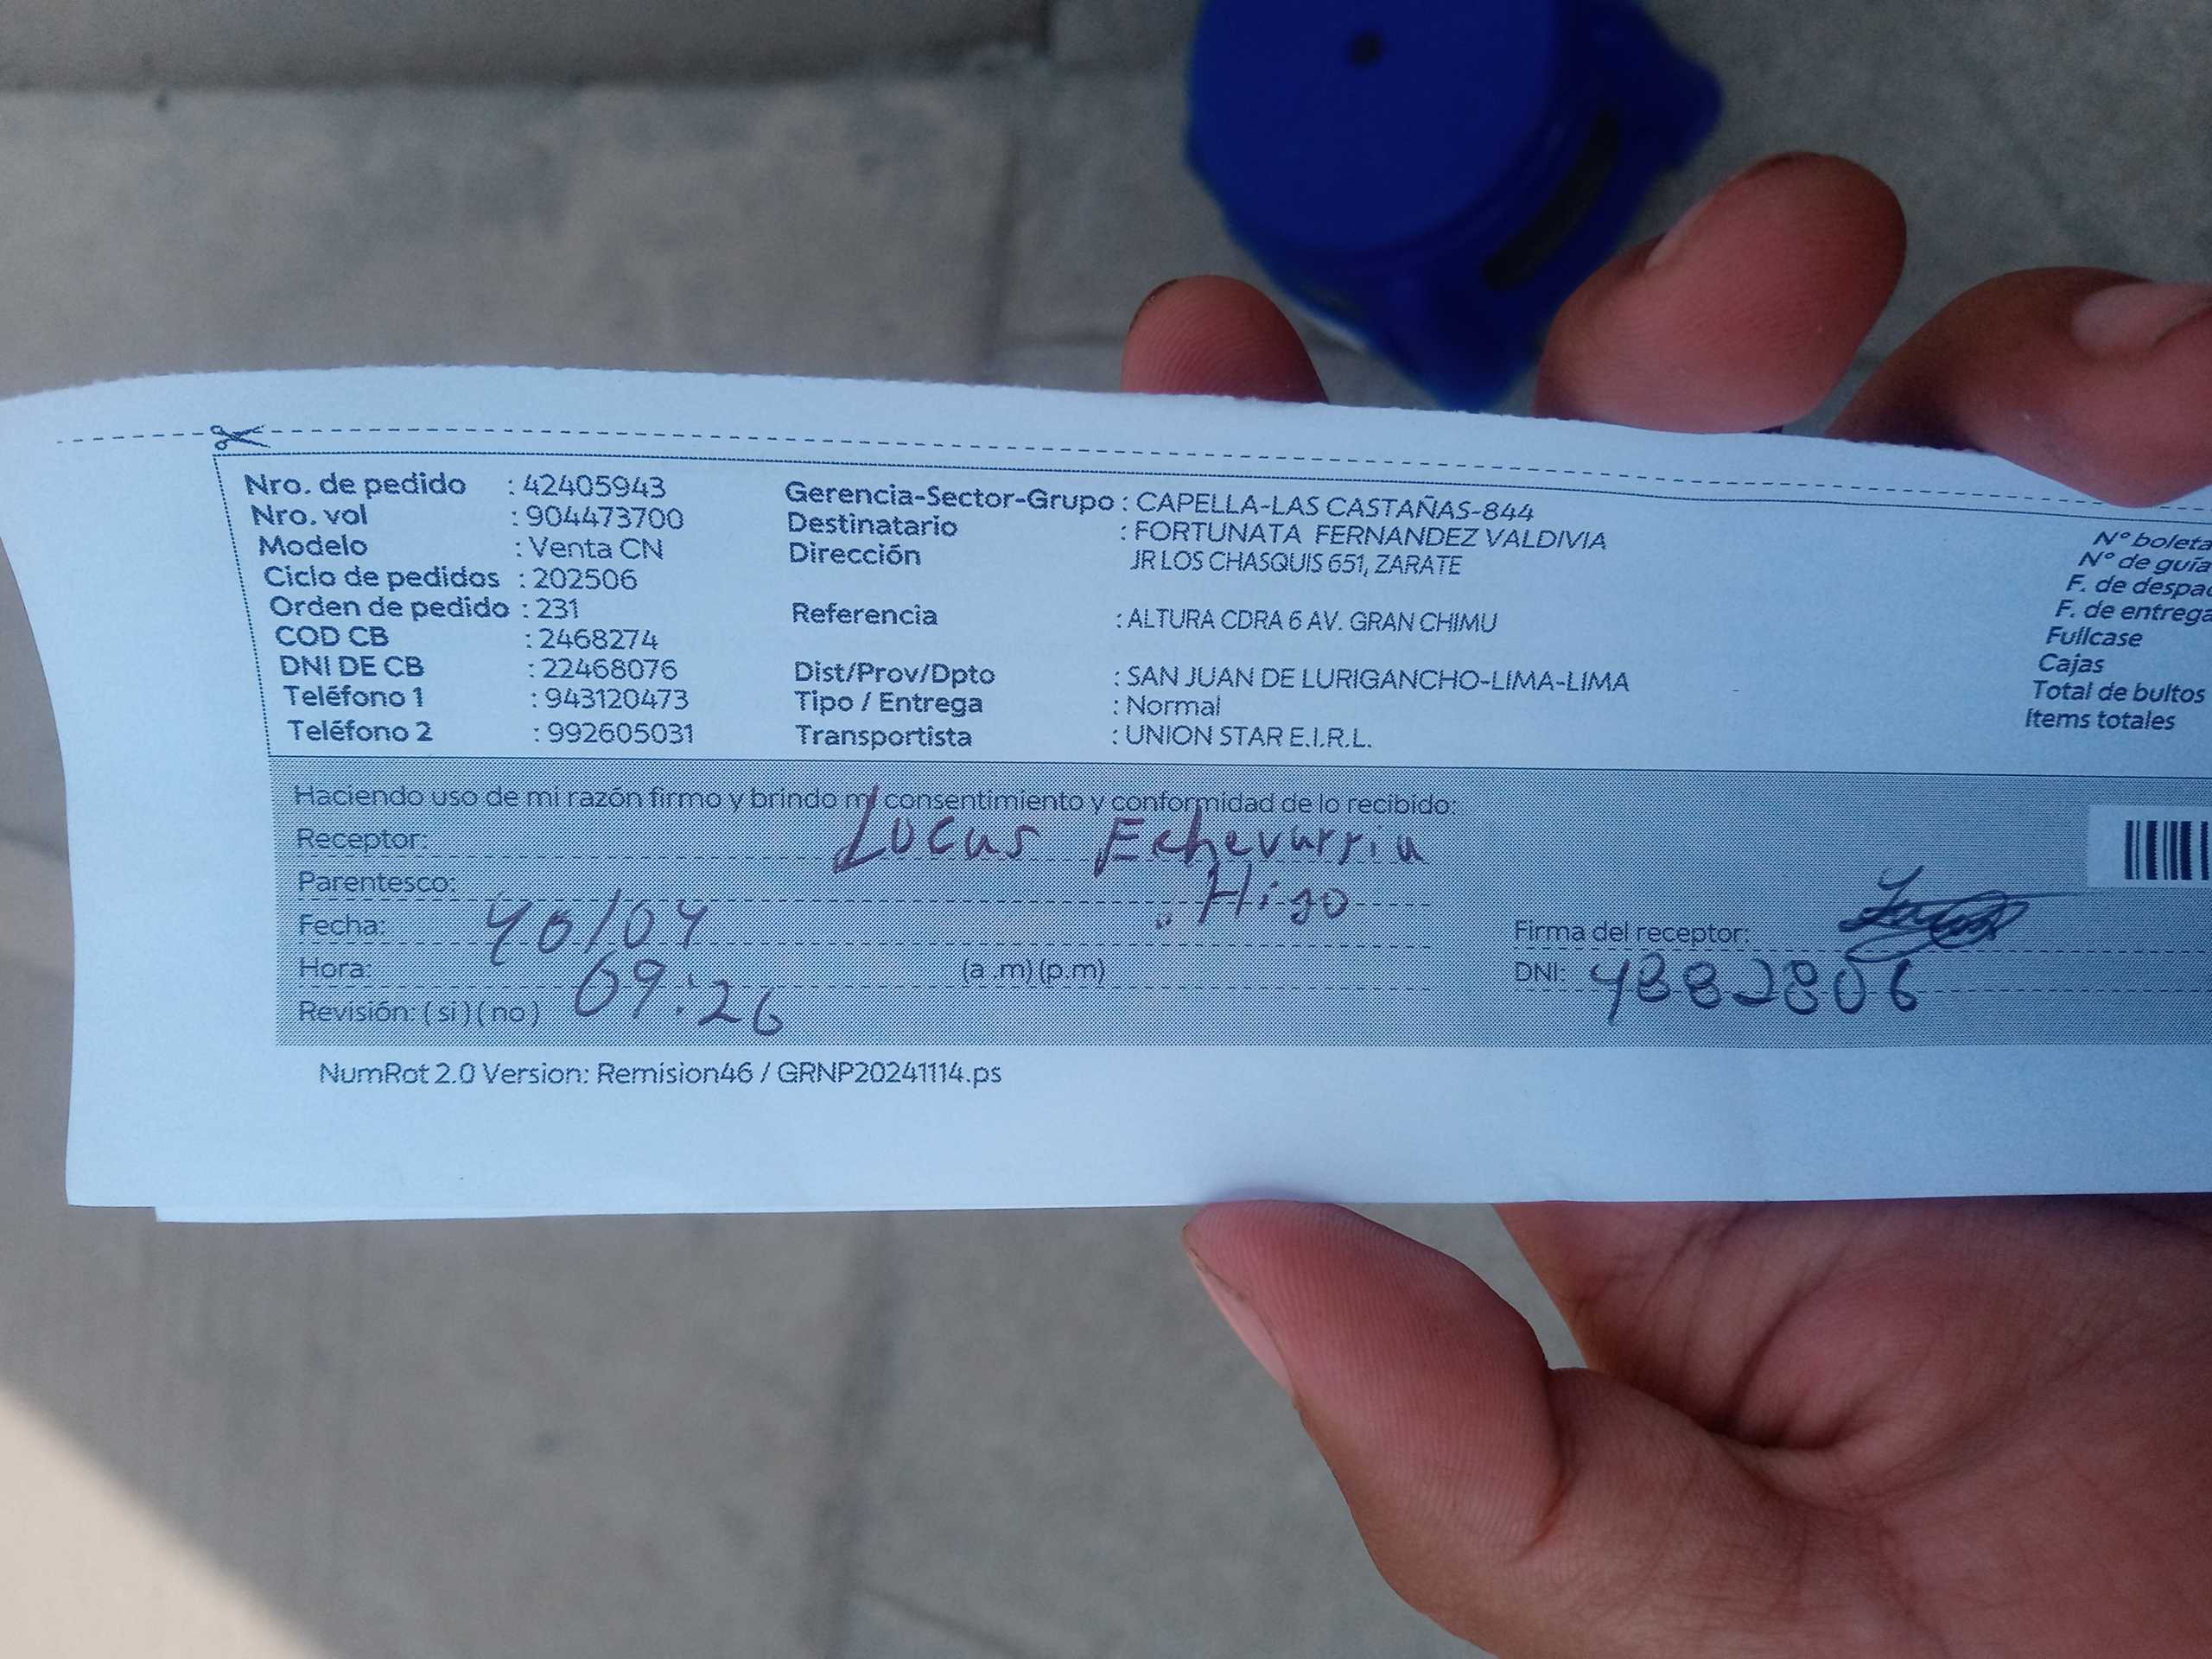 Nro. de pedido : 42405943
Nro. vol : 904473700
Modelo : Venta CN
Ciclo de pedidos : 202506
Orden de pedido : 231
COD CB : 2468274
DNI DE CB : 22468076
Teléfono 1 : 943120473
Teléfono 2 : 992605031
Gerencia-Sector-Grupo : CAPELLA-LAS CASTAÑAS-844
Destinatario : FORTUNATA FERNANDEZ VALDIVIA
Dirección JR LOS CHASQUIS 651, ZARATE
Referencia : ALTURA CDRA 6 AV. GRAN CHIMU
Dist/Prov/Dpto : SAN JUAN DE LURIGANCHO-LIMA-LIMA
Tipo / Entrega : Normal
Transportista : UNION STAR E.I.R.L.
N° boleta
N° de guía
F. de despac
F. de entrega
Fullcase
Cajas
Total de bultos
Items totales
Haciendo uso de mi razón firmo y brindo mi consentimiento y conformidad de lo recibido:
Receptor: Lucas Echevarria
Parentesco: . Hijo
Fecha: /04
Hora: 09:26 (a .m) (p.m)
Revisión: ( si ) ( no )
Firma del receptor:
DNI: 48882806
NumRot 2.0 Version: Remision46 / GRNP20241114.ps